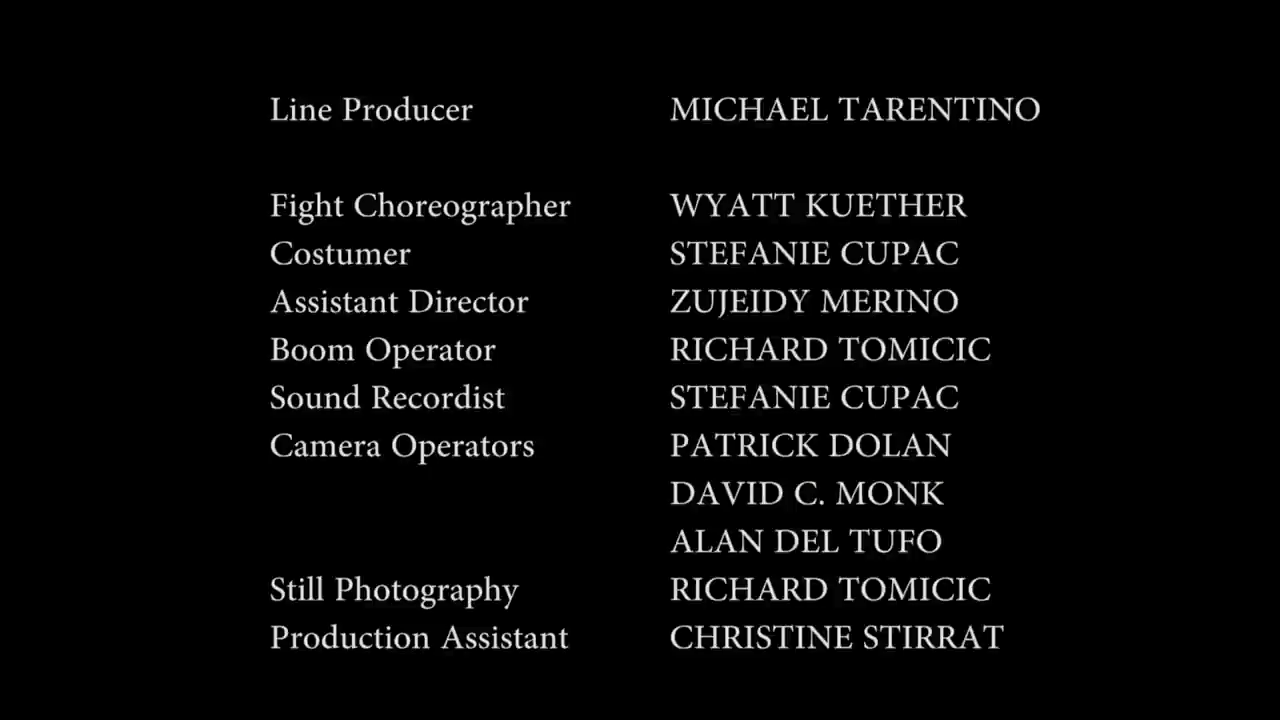 Line Producer MICHAEL TARENTINO
Fight Choreographer WYATT KUETHER
Costumer STEFANIE CUPAC
Assistant Director ZUJEIDY MERINO
Boom Operator RICHARD TOMICIC
Sound Recordist STEFANIE CUPAC
Camera Operators PATRICK DOLAN
DAVID C. MONK
ALAN DEL TUFO
Still Photography RICHARD TOMICIC
Production Assistant CHRISTINE STIRRAT